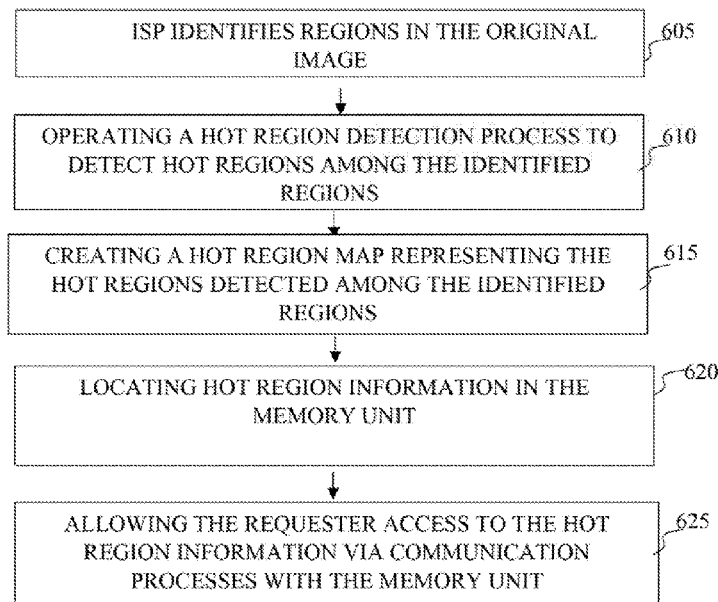 ISP IDENTIFIES REGIONS IN THE ORIGINAL
IMAGE
605
OPERATING A HOT REGION DETECTION PROCESS TO
DETECT HOT REGIONS AMONG THE IDENTIFIED
REGIONS
610
CREATING A HOT REGION MAP REPRESENTING THE
HOT REGIONS DETECTED AMONG THE IDENTIFIED
REGIONS
615
LOCATING HOT REGION INFORMATION IN THE
MEMORY UNIT
620
ALLOWING THE REQUESTER ACCESS TO THE HOT
REGION INFORMATION VIA COMMUNICATION
PROCESSES WITH THE MEMORY UNIT
625